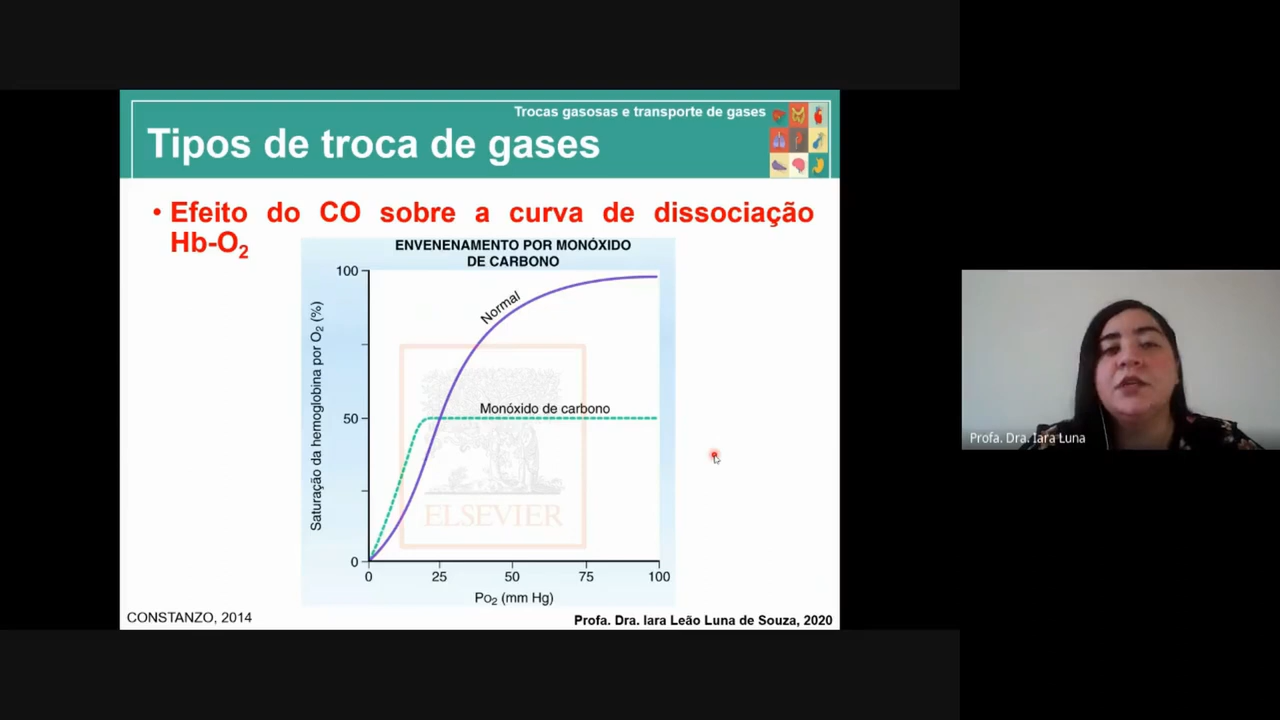 Trocas gasosas e transporte de gases
Tipos de troca de gases
• Efeito do CO sobre a curva de dissociação
Hb-O₂
ENVENENAMENTO POR MONÓXIDO
DE CARBONO
Saturação da hemoglobina por O₂ (%)
100
50
0
Normal
Monóxido de carbono
ELSEVIER
0 25 50 75 100
PO₂ (mm Hg)
CONSTANZO, 2014
Profa. Dra. Iara Leão Luna de Souza, 2020
Profa. Dra. Iara Luna